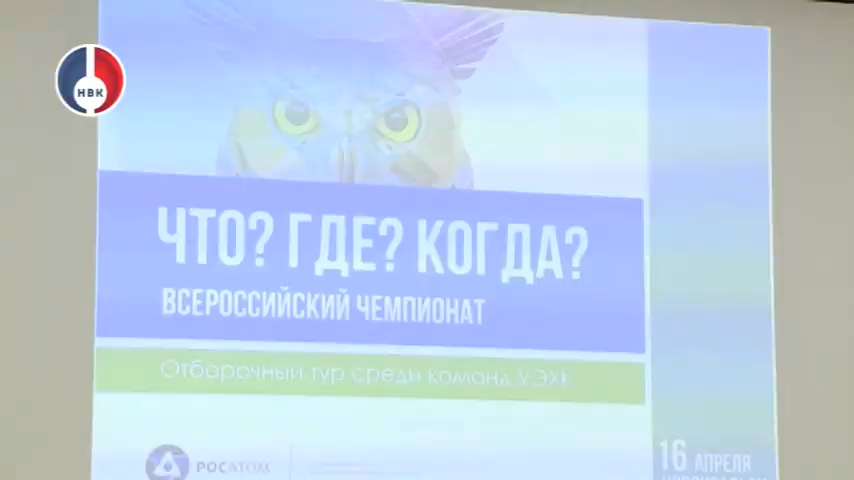 НВК
ЧТО? ГДЕ? КОГДА?
ВСЕРОССИЙСКИЙ ЧЕМПИОНАТ
Отборочный тур среди команд УЭХК
РОСАТОМ
16 АПРЕЛЯ